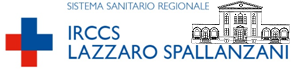 SISTEMA SANITARIO REGIONALE
IRCCS
LAZZARO SPALLANZANI